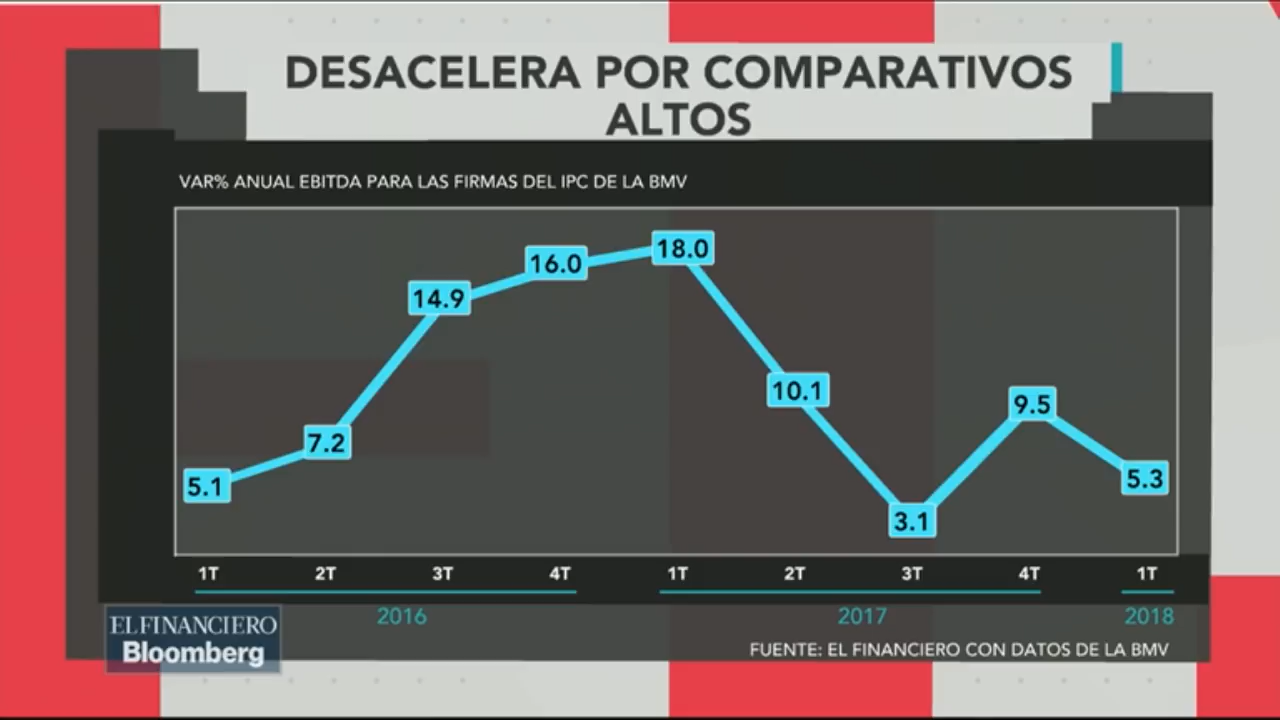 DESACELERA POR COMPARATIVOS
ALTOS
VAR% ANUAL EBITDA PARA LAS FIRMAS DEL IPC DE LA BMV
5.1
7.2
14.9
16.0
18.0
10.1
3.1
9.5
5.3
1T 2T 3T 4T 1T 2T 3T 4T 1T
2016 2017 2018
EL FINANCIERO
Bloomberg
FUENTE: EL FINANCIERO CON DATOS DE LA BMV